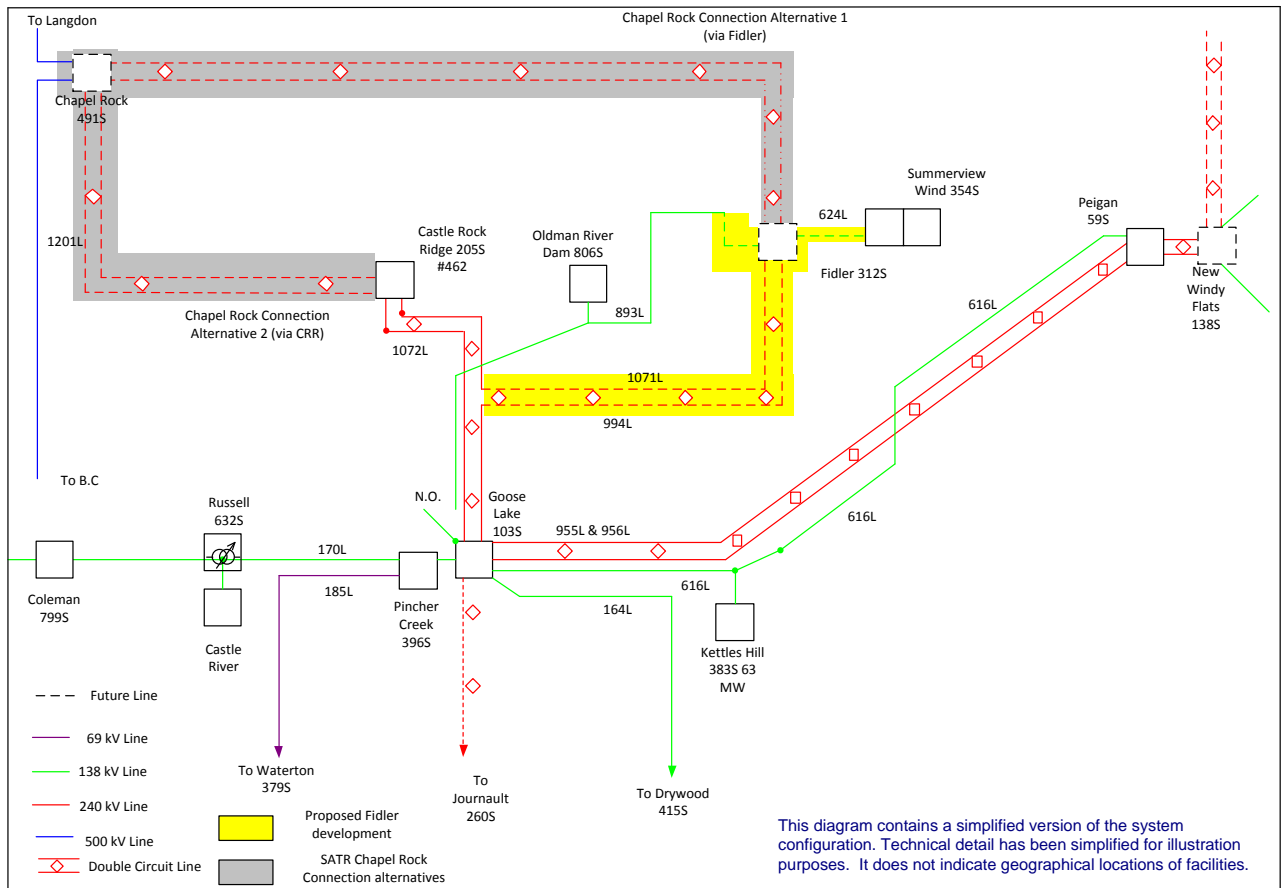 To Langdon
Chapel Rock Connection Alternative 1
(via Fidler)
Chapel Rock
491S
1201L
Chapel Rock Connection
Alternative 2 (via CRR)
Castle Rock
Ridge 205S
#462
1072L
Oldman River
Dam 806S
893L
624L
Summerview
Wind 354S
Fidler 312S
Peigan
59S
New
Windy
Flats
138S
616L
1071L
994L
To B.C
N.O.
Goose
Lake
103S
955L & 956L
616L
Russell
632S
170L
185L
616L
164L
Coleman
799S
Castle
River
Pincher
Creek
396S
Kettles Hill
383S 63
MW
Future Line
69 kV Line
138 kV Line
240 kV Line
500 kV Line
Double Circuit Line
To Waterton
379S
To
Journault
260S
To Drywood
415S
Proposed Fidler
development
SATR Chapel Rock
Connection alternatives
This diagram contains a simplified version of the system
configuration. Technical detail has been simplified for illustration
purposes. It does not indicate geographical locations of facilities.